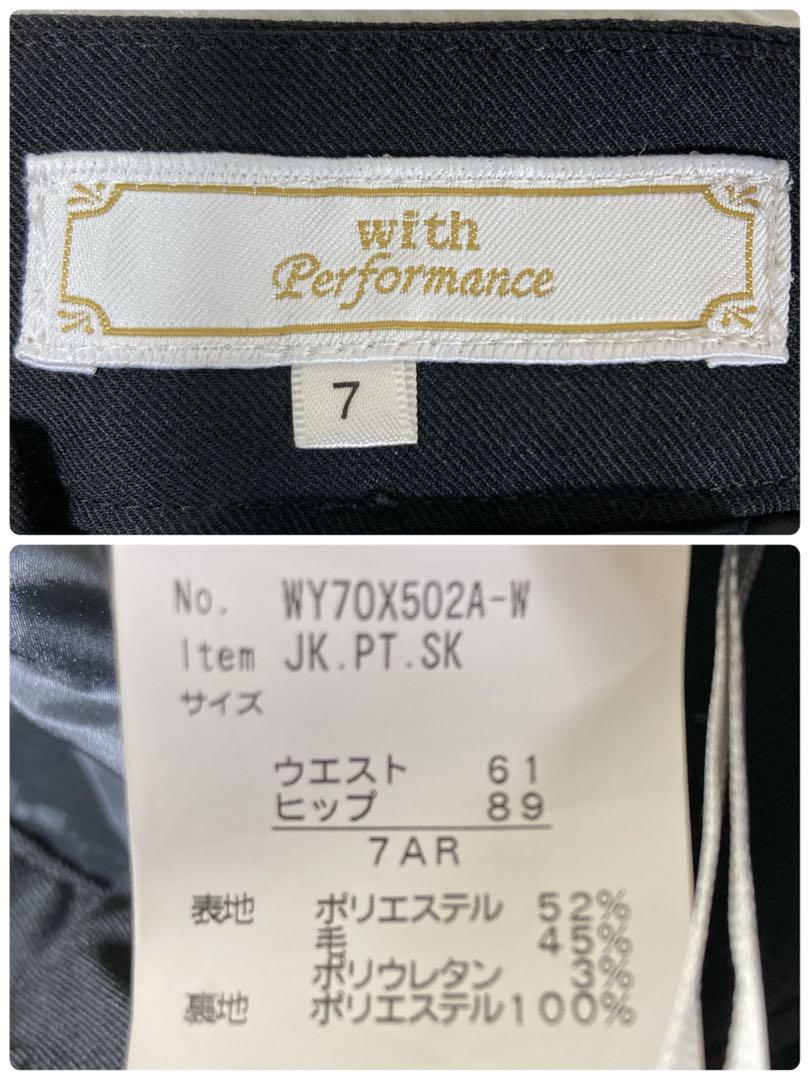 with
Performance
7
No. WY70X502A-W
Item JK.PT.SK
サイズ
ウエスト 61
ヒップ 89
7AR
表地 ポリエステル 52%
毛 45%
ポリウレタン 3%
裏地 ポリエステル100%